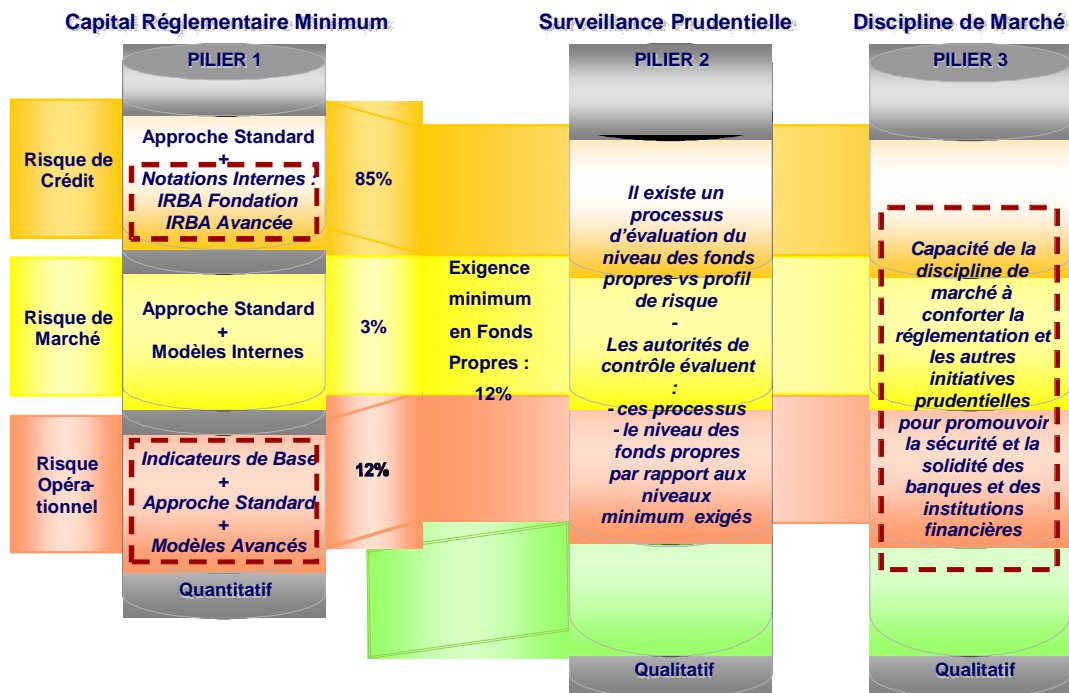 Capital Réglementaire Minimum
Surveillance Prudentielle
Discipline de Marché
PILIER 1
PILIER 2
PILIER 3
Risque de
Crédit
Approche Standard
+
Notations Internes :
IRBA Fondation
IRBA Avancée
85%
Risque de
Marché
Approche Standard
+
Modèles Internes
3%
Risque
Opéra-
tionnel
Indicateurs de Base
+
Approche Standard
+
Modèles Avancés
12%
Quantitatif
Exigence
minimum
en Fonds
Propres :
12%
Il existe un
processus
d’évaluation du
niveau des fonds
propres vs profil
de risque
-
Les autorités de
contrôle évaluent
:
- ces processus
- le niveau des
fonds propres
par rapport aux
niveaux
minimum exigés
Qualitatif
Capacité de la
discipline de
marché à
conforter la
réglementation et
les autres
initiatives
prudentielles
pour promouvoir
la sécurité et la
solidité des
banques et des
institutions
financières
Qualitatif